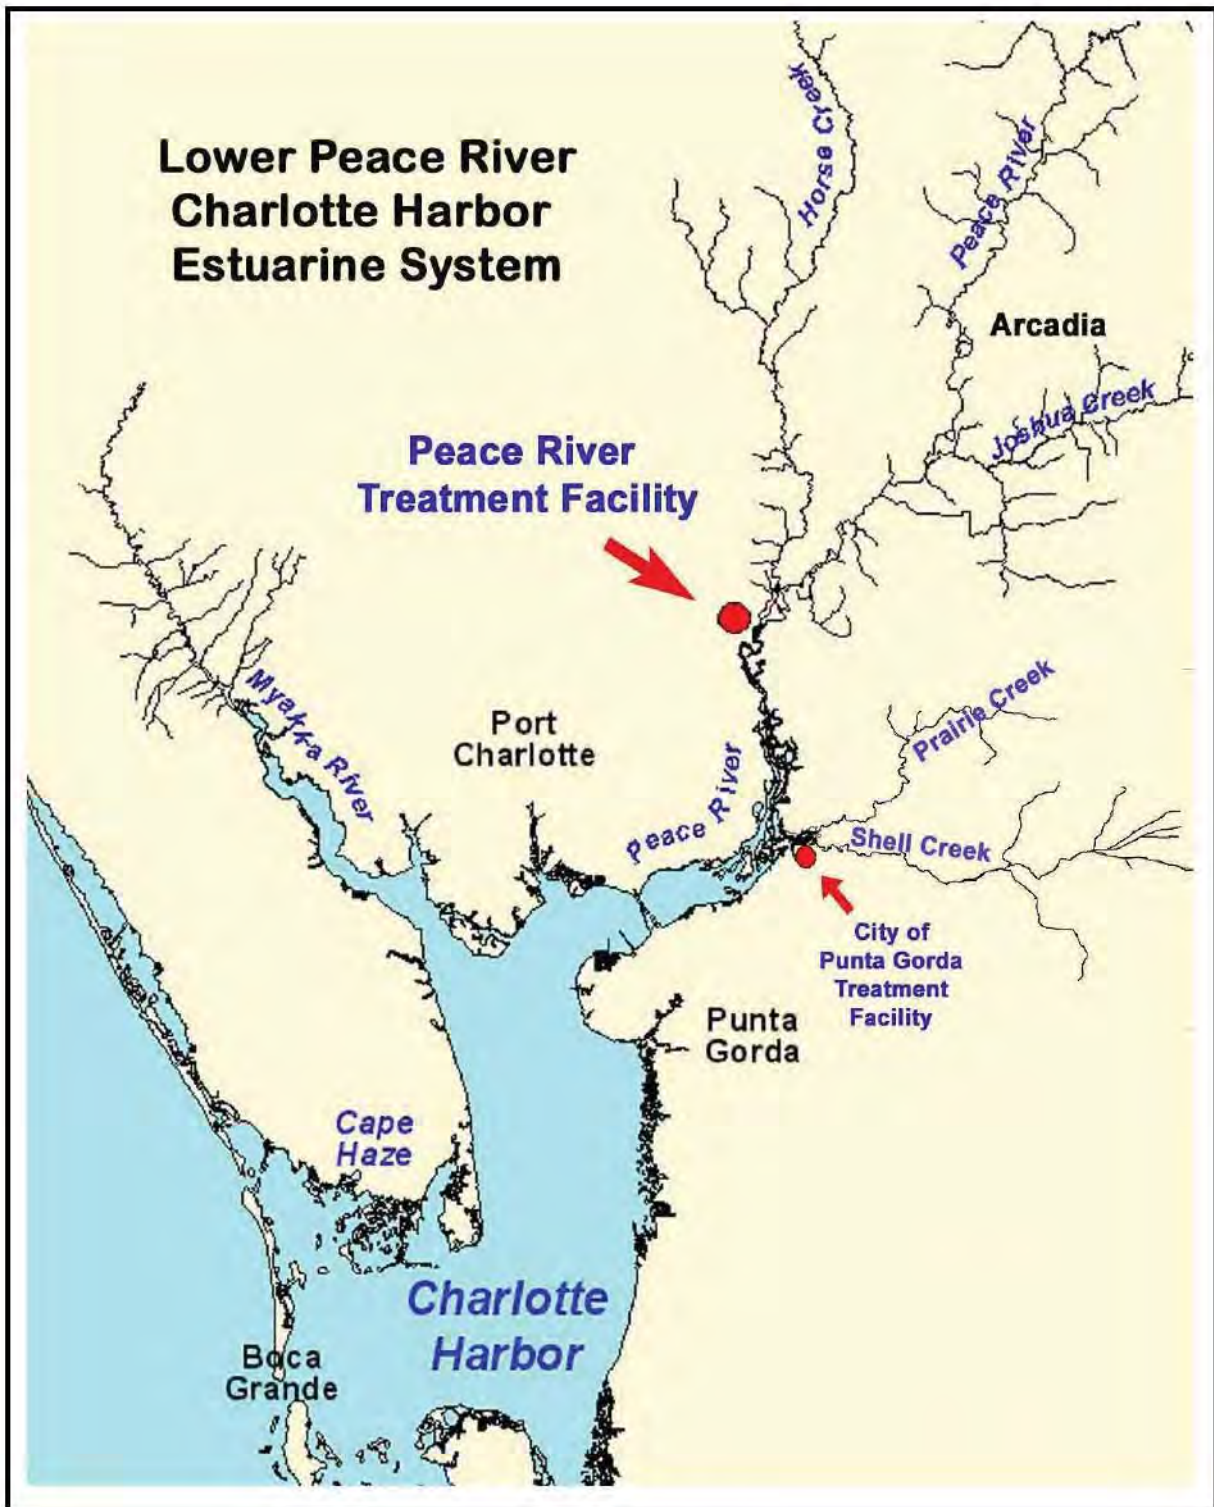 Lower Peace River
Charlotte Harbor
Estuarine System
Horse Creek
Peace River
Arcadia
Joshua Creek
Peace River
Treatment Facility
Myakka River
Port
Charlotte
Peace River
Prairie Creek
Shell Creek
City of
Punta Gorda
Treatment
Facility
Punta
Gorda
Cape
Haze
Charlotte
Harbor
Boca
Grande